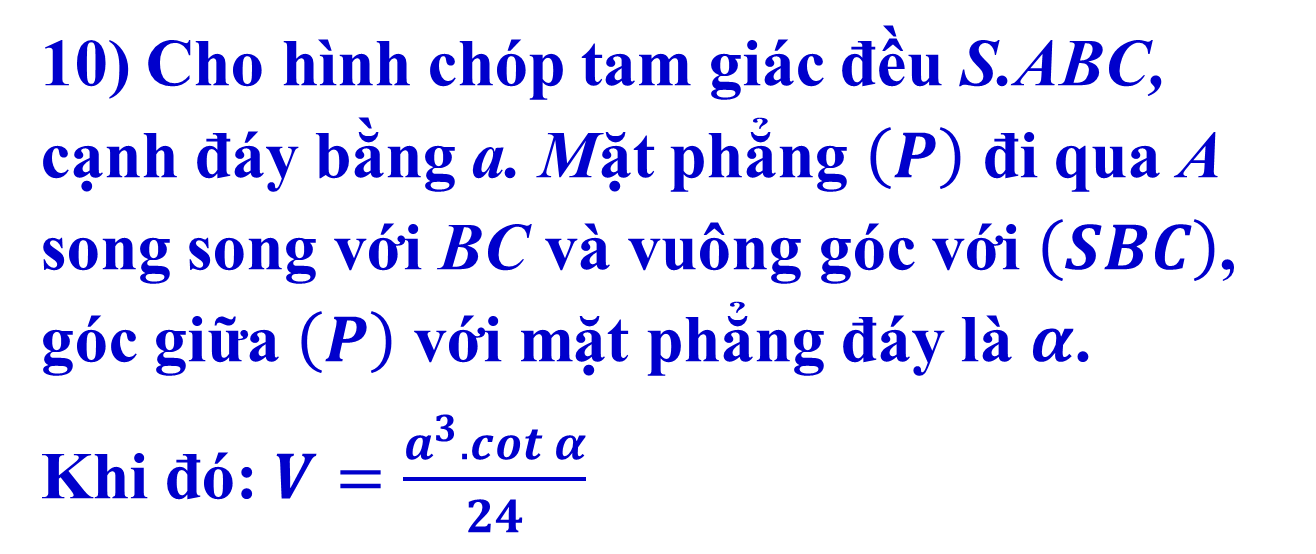 10) Cho hình chóp tam giác đều S.ABC,
cạnh đáy bằng a. Mặt phẳng (P) đi qua A
song song với BC và vuông góc với (SBC),
góc giữa (P) với mặt phẳng đáy là α.
Khi đó: V = a³.cot α / 24